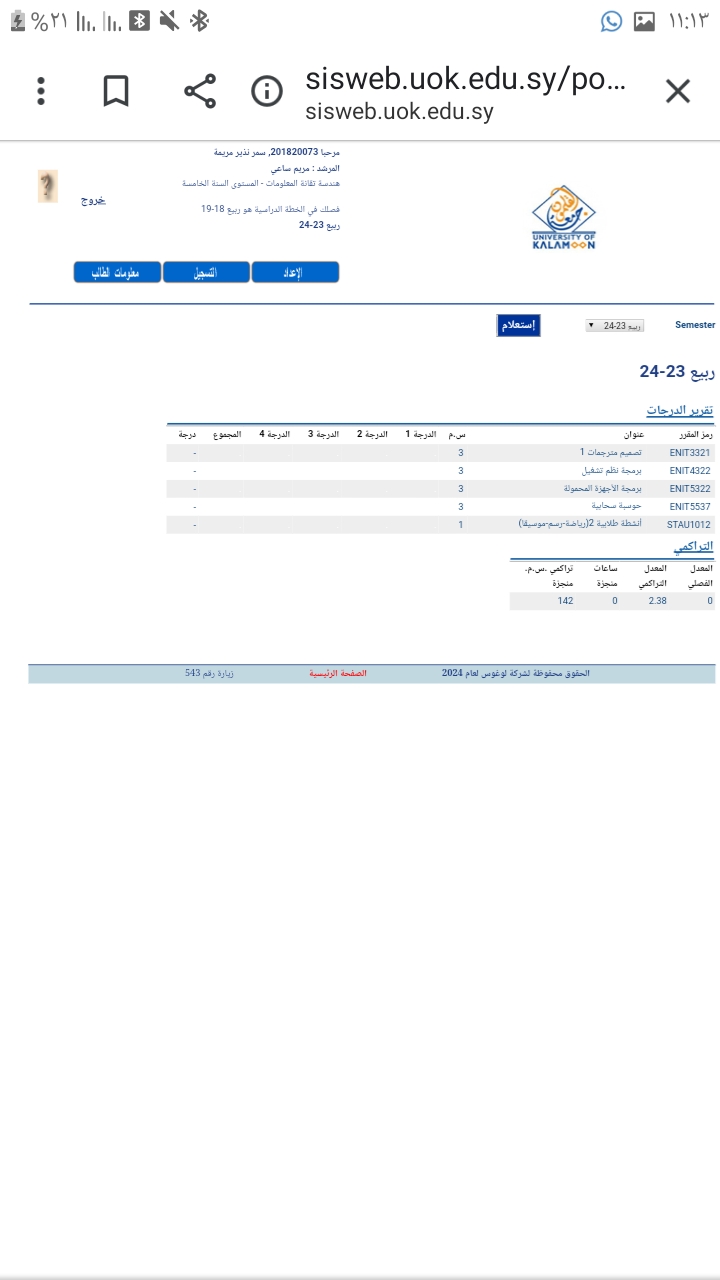 %٢١ ١١:١٣
sisweb.uok.edu.sy/po...
sisweb.uok.edu.sy
مرحبا 201820073, سمر نذير مريمة
المرشد : مريم ساعي
هندسة تقانة المعلومات - المستوى السنة الخامسة
خروج
فصلك في الخطة الدراسية هو ربيع 18-19
ربيع 23-24
UNIVERSITY OF
KALAMOON
الإعداد التسجيل معلومات الطالب
Semester ربيع 23-24 إستعلام
ربيع 23-24
تقرير الدرجات
رمز المقرر عنوان س.م الدرجة 1 الدرجة 2 الدرجة 3 الدرجة 4 المجموع درجة
ENIT3321 تصميم مترجمات 1 3 -
ENIT4322 برمجة نظم تشغيل 3 -
ENIT5322 برمجة الأجهزة المحمولة 3 -
ENIT5537 حوسبة سحابية 3 -
STAU1012 أنشطة طلابية 2(رياضة-رسم-موسيقا) 1 -
التراكمي
المعدل المعدل ساعات تراكمي .س.م.
الفصلي التراكمي منجزة منجزة
0 2.38 0 142
الحقوق محفوظة لشركة لوغوس لعام 2024 الصفحة الرئيسية زيارة رقم 543